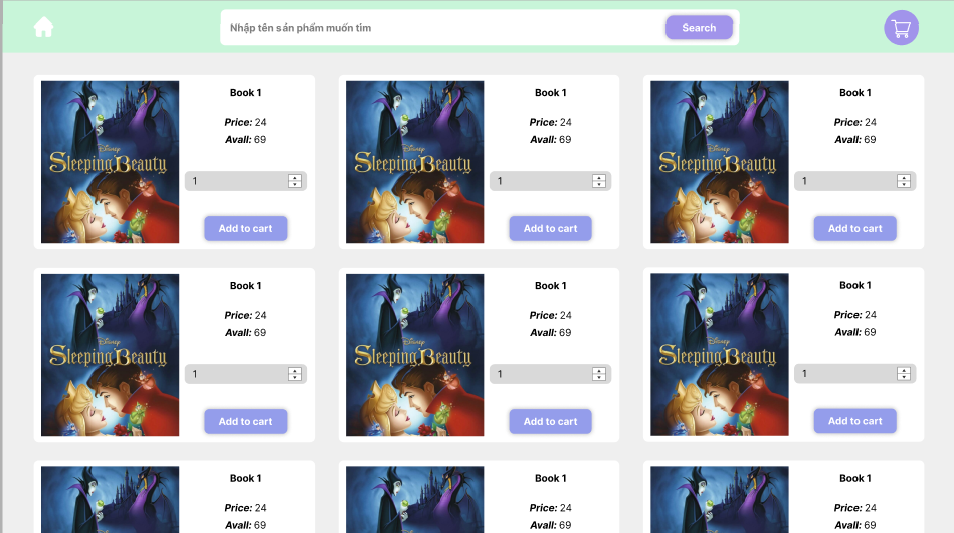 Nhập tên sản phẩm muốn tìm
Search
Book 1
Price: 24
Avail: 69
1
Add to cart
Disney
Sleeping Beauty
Book 1
Price: 24
Avail: 69
1
Add to cart
Disney
Sleeping Beauty
Book 1
Price: 24
Avail: 69
1
Add to cart
Disney
Sleeping Beauty
Book 1
Price: 24
Avail: 69
1
Add to cart
Disney
Sleeping Beauty
Book 1
Price: 24
Avail: 69
1
Add to cart
Disney
Sleeping Beauty
Book 1
Price: 24
Avail: 69
1
Add to cart
Disney
Sleeping Beauty
Book 1
Price: 24
Avail: 69
Book 1
Price: 24
Avail: 69
Book 1
Price: 24
Avail: 69